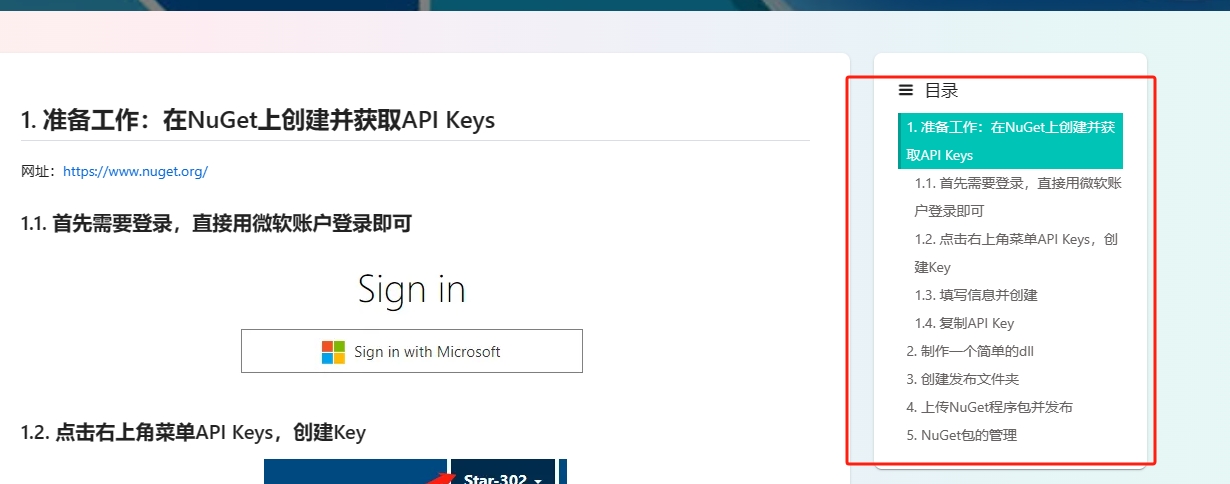 1. 准备工作：在NuGet上创建并获取API Keys
网址：https://www.nuget.org/
1.1. 首先需要登录，直接用微软账户登录即可
Sign in
Sign in with Microsoft
1.2. 点击右上角菜单API Keys，创建Key
Star-302
目录
1. 准备工作：在NuGet上创建并获
取API Keys
1.1. 首先需要登录，直接用微软账
户登录即可
1.2. 点击右上角菜单API Keys，创
建Key
1.3. 填写信息并创建
1.4. 复制API Key
2. 制作一个简单的dll
3. 创建发布文件夹
4. 上传NuGet程序包并发布
5. NuGet包的管理